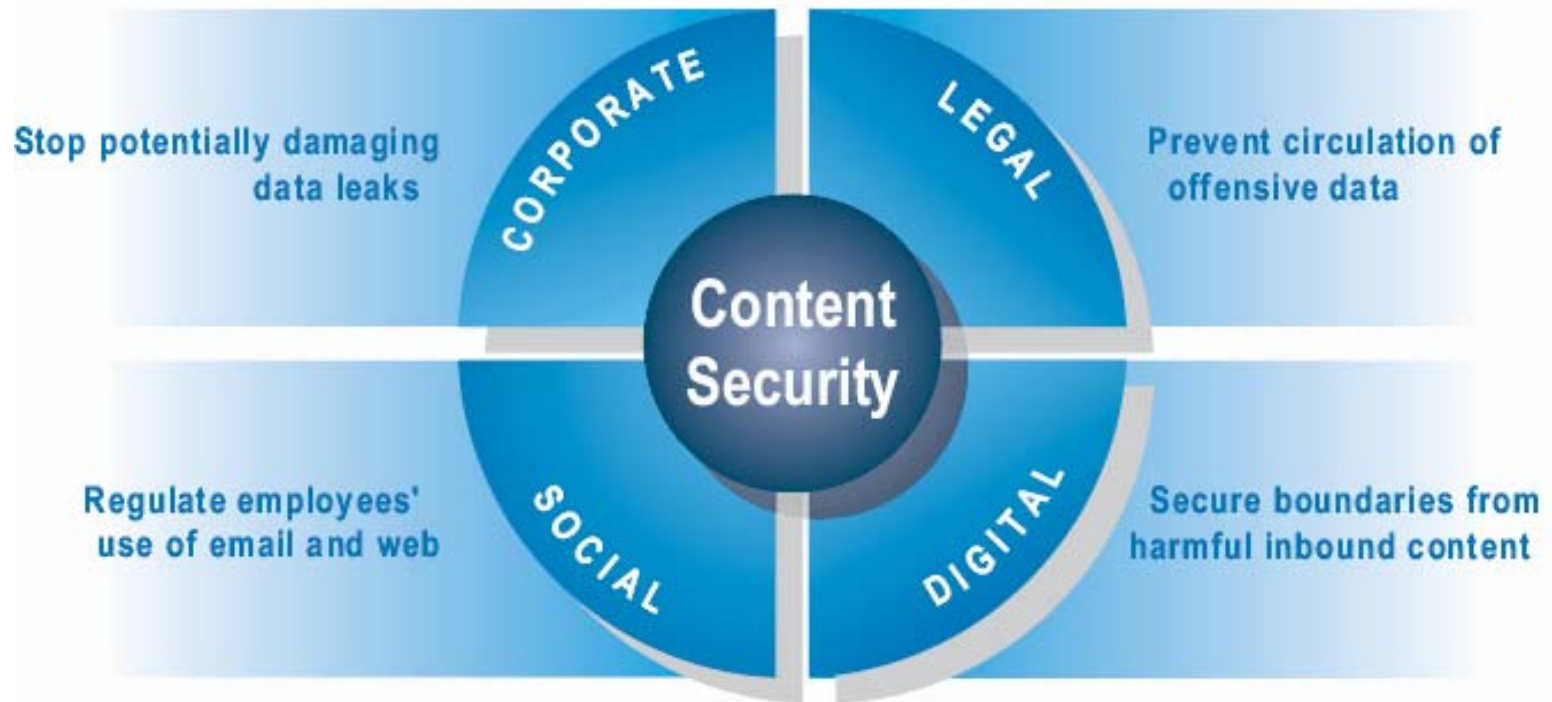 CORPORATE
Stop potentially damaging
data leaks
LEGAL
Prevent circulation of
offensive data
Content
Security
SOCIAL
Regulate employees'
use of email and web
DIGITAL
Secure boundaries from
harmful inbound content